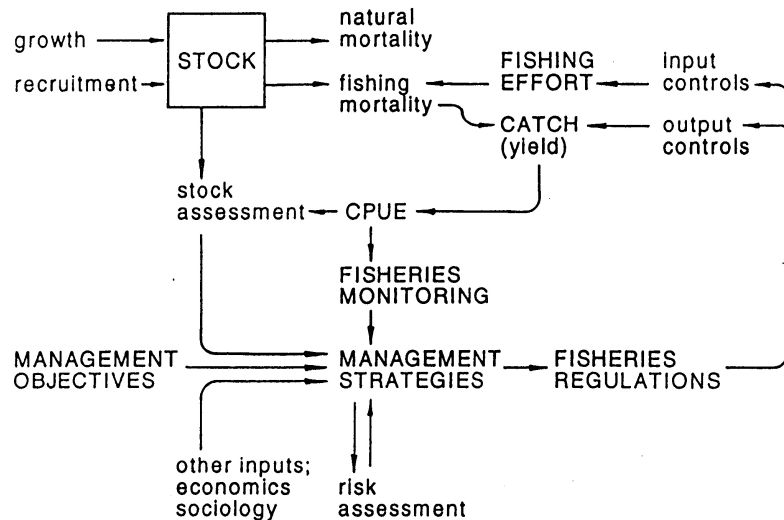 growth
recruitment
STOCK
natural
mortality
fishing
mortality
FISHING
EFFORT
input
controls
CATCH
(yield)
output
controls
stock
assessment
CPUE
FISHERIES
MONITORING
MANAGEMENT
OBJECTIVES
MANAGEMENT
STRATEGIES
FISHERIES
REGULATIONS
other inputs;
economics
sociology
risk
assessment